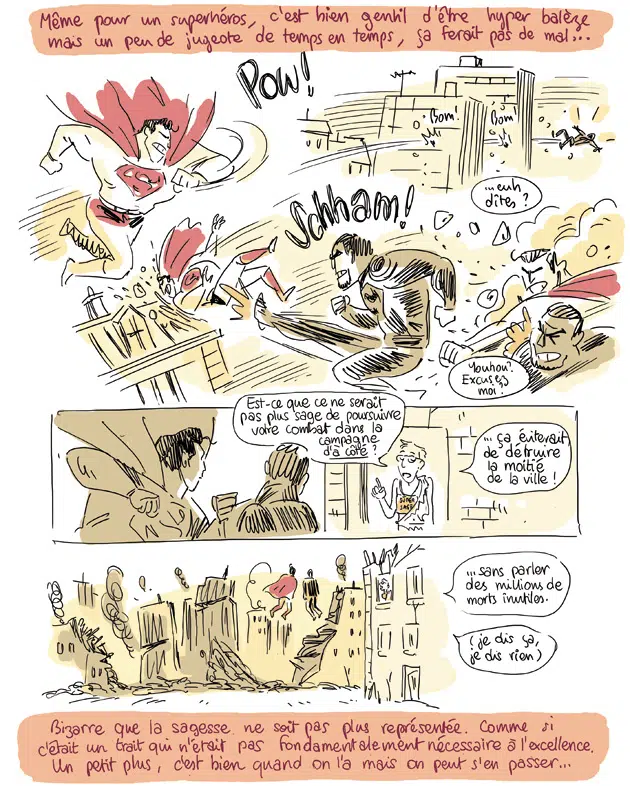 Même pour un superhéros, c'est bien gentil d'être hyper balèze
mais un peu de jugeote de temps en temps, ça ferait pas de mal...
POW!
Bom!
Bom!
...euh
dites ?
Schham!
Youhou?
Excusez
moi !
Est-ce que ce ne serait
pas plus sage de poursuivre
votre combat dans la
campagne
d'à côté ?
... ça éviterait
de détruire
la moitié
de la ville !
SUPER
SAGE
...sans parler
des millions de
morts inutiles.
(je dis ça,
je dis rien)
Bizarre que la sagesse ne soit pas plus représentée. Comme si
c'était un trait qui n'était pas fondamentalement nécessaire à l'excellence.
Un petit plus, c'est bien quand on l'a mais on peut s'en passer...